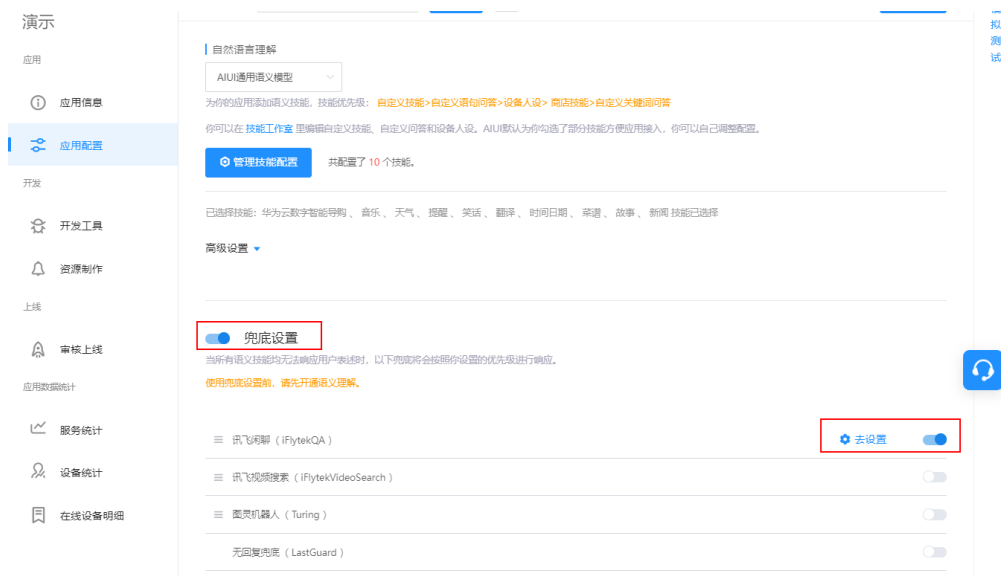 演示
应用
应用信息
应用配置
开发
开发工具
资源制作
上线
审核上线
应用数据统计
服务统计
设备统计
在线设备明细
自然语言理解
AIUI通用语义模型
为你的应用添加语义技能，技能优先级： 自定义技能>自定义语句问答>设备人设> 商店技能>自定义关键词问答
你可以在 技能工作室 里编辑自定义技能、自定义问答和设备人设。AIUI默认为你勾选了部分技能方便应用接入，你可以自己调整配置。
管理技能配置 共配置了 10 个技能。
已选择技能：华为云数字智能导购 、 音乐 、 天气 、 提醒 、 笑话 、 翻译 、 时间日期 、 菜谱 、 故事 、 新闻 技能已选择
高级设置
兜底设置
当所有语义技能均无法响应用户表述时，以下兜底将会按照你设置的优先级进行响应。
使用兜底设置前，请先开通语义理解。
讯飞闲聊 （ iFlytekQA ） 去设置
讯飞视频搜索 （ iFlytekVideoSearch ）
图灵机器人 （ Turing ）
无回复兜底 （ LastGuard ）
拟
测
试